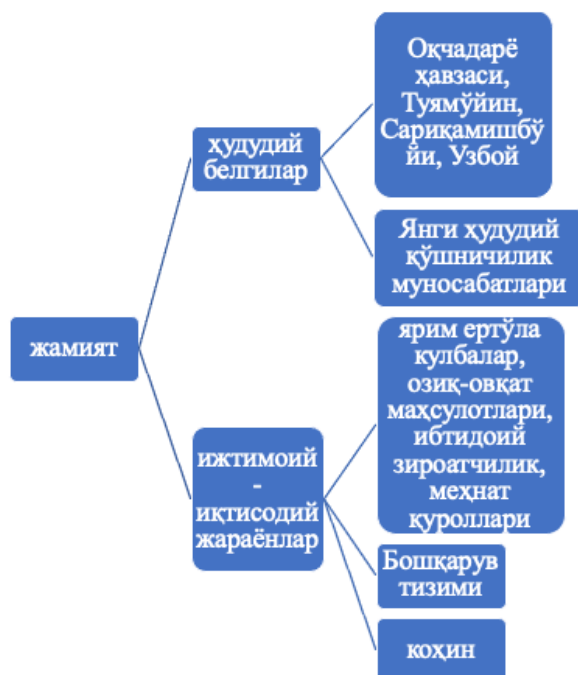 Оқчадарё
ҳавзаси,
Туямўйин,
Сариқамишбў
йи, Узбой
ҳудудий
белгилар
Янги ҳудудий
қўшничилик
муносабатлари
жамият
ярим ертўла
кулбалар,
озиқ-овқат
маҳсулотлари,
ибтидоий
зироатчилик,
меҳнат
қуроллари
ижтимоий
-
иқтисодий
жараёнлар
Бошқарув
тизими
коҳин